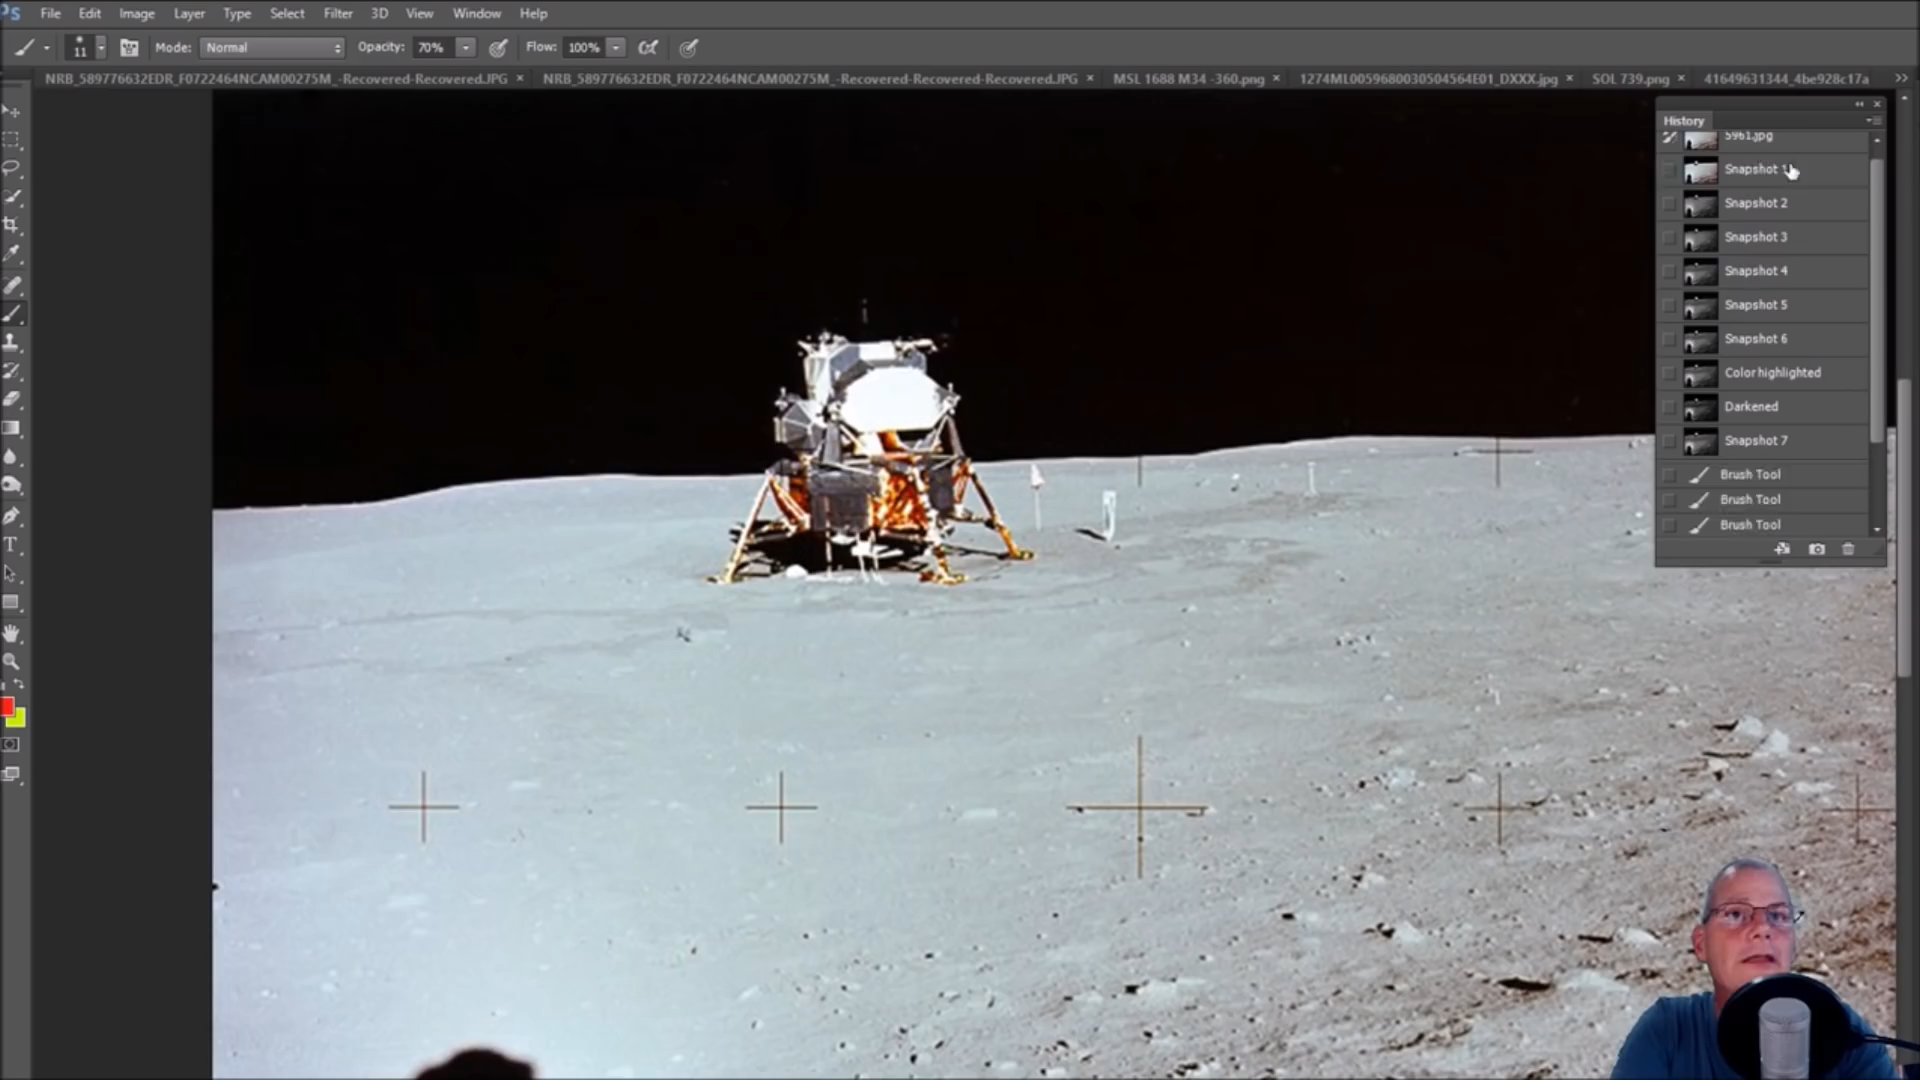 Ps File Edit Image Layer Type Select Filter 3D View Window Help
11 Mode: Normal Opacity: 70% Flow: 100%
NRB_589776632EDR_F0722464NCAM00275M_-Recovered-Recovered.JPG × NRB_589776632EDR_F0722464NCAM00275M_-Recovered-Recovered-Recovered.JPG × MSL 1688 M34 -360.png × 1274ML0059680030504564E01_DXXX.jpg × SOL 739.png × 41649631344_4be928c17a
History
5961.jpg
Snapshot 1
Snapshot 2
Snapshot 3
Snapshot 4
Snapshot 5
Snapshot 6
Color highlighted
Darkened
Snapshot 7
Brush Tool
Brush Tool
Brush Tool